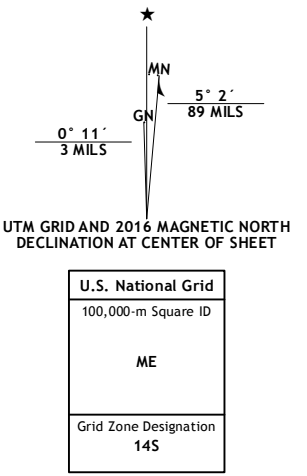 MN
5° 2´
89 MILS
GN
0° 11´
3 MILS
UTM GRID AND 2016 MAGNETIC NORTH
DECLINATION AT CENTER OF SHEET
U.S. National Grid
100,000-m Square ID
ME
Grid Zone Designation
14S